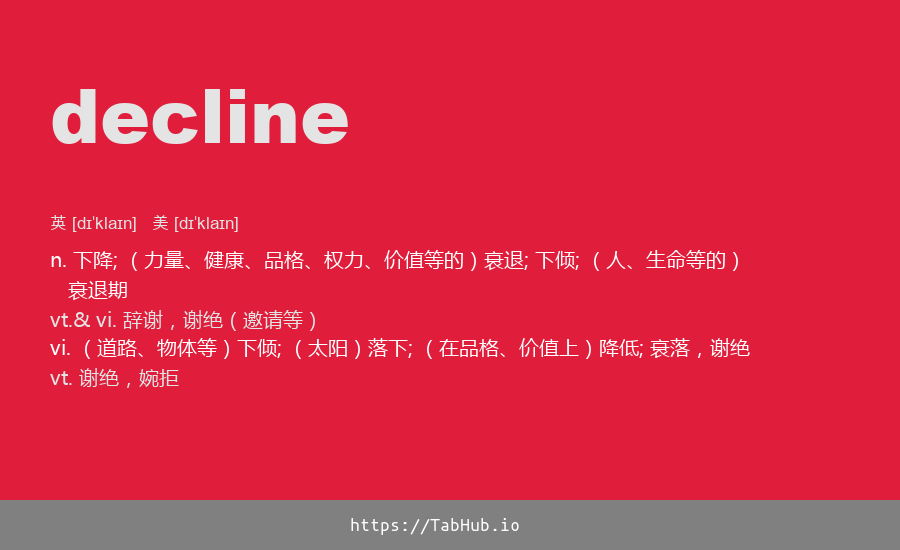 decline
英 [dɪˈklaɪn] 美 [dɪˈklaɪn]
n. 下降; （力量、健康、品格、权力、价值等的）衰退; 下倾; （人、生命等的）
衰退期
vt.& vi. 辞谢，谢绝（邀请等）
vi. （道路、物体等）下倾; （太阳）落下; （在品格、价值上）降低; 衰落，谢绝
vt. 谢绝，婉拒
https://TabHub.io